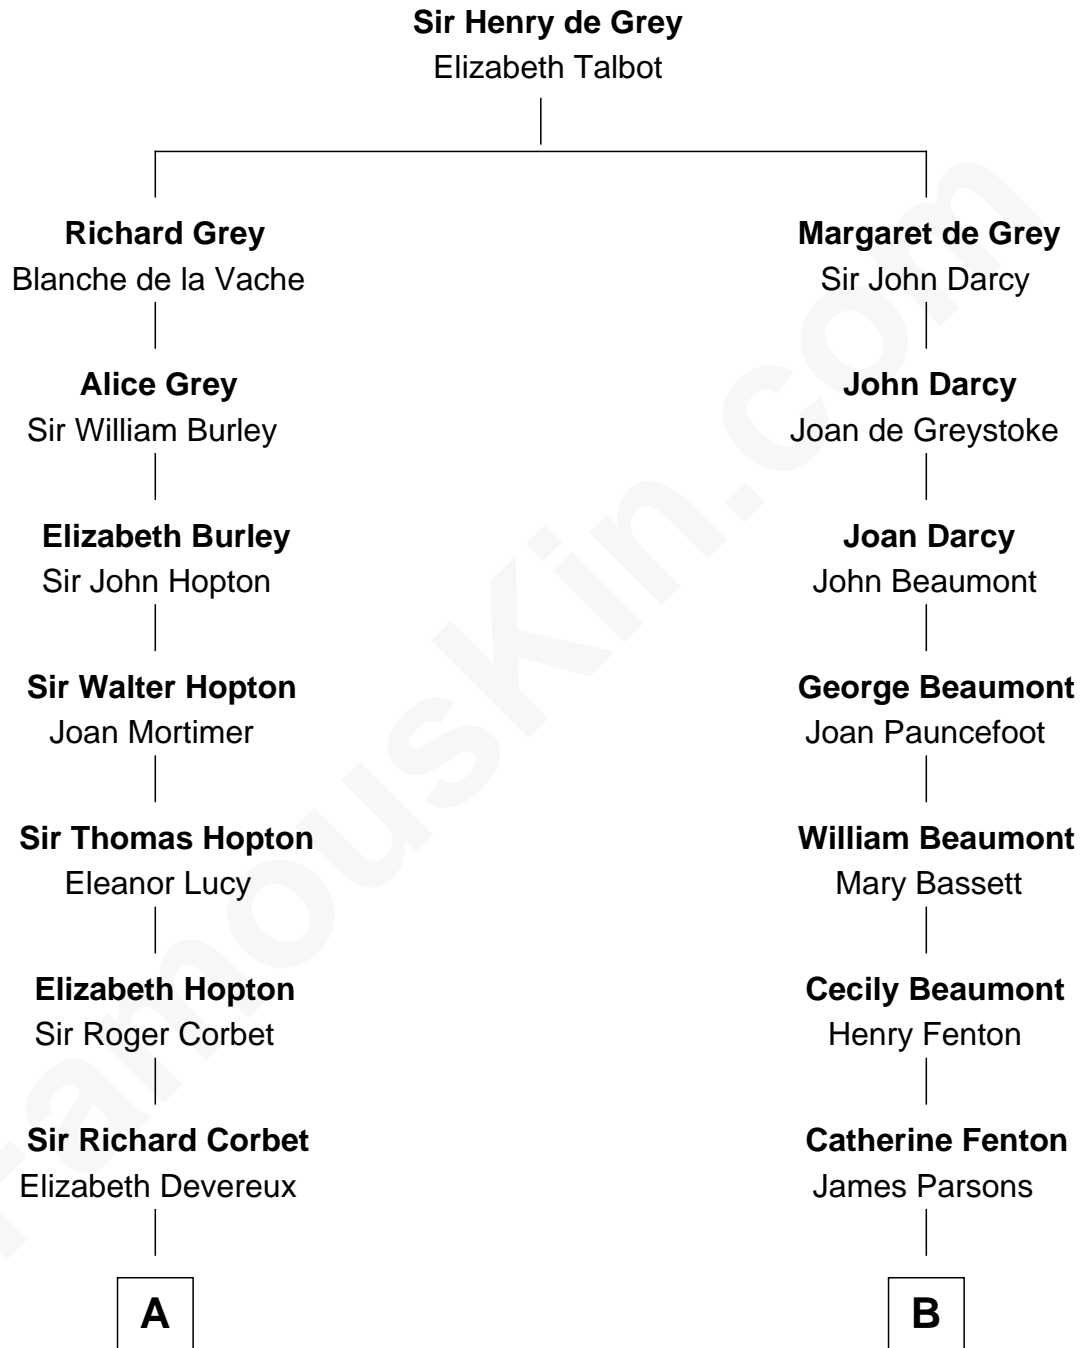 Sir Henry de Grey
Elizabeth Talbot
Richard Grey
Blanche de la Vache
Margaret de Grey
Sir John Darcy
Alice Grey
Sir William Burley
John Darcy
Joan de Greystoke
Elizabeth Burley
Sir John Hopton
Joan Darcy
John Beaumont
Sir Walter Hopton
Joan Mortimer
George Beaumont
Joan Pauncefoot
Sir Thomas Hopton
Eleanor Lucy
William Beaumont
Mary Bassett
Elizabeth Hopton
Sir Roger Corbet
Cecily Beaumont
Henry Fenton
Sir Richard Corbet
Elizabeth Devereux
Catherine Fenton
James Parsons
A
B
FamousKin.com